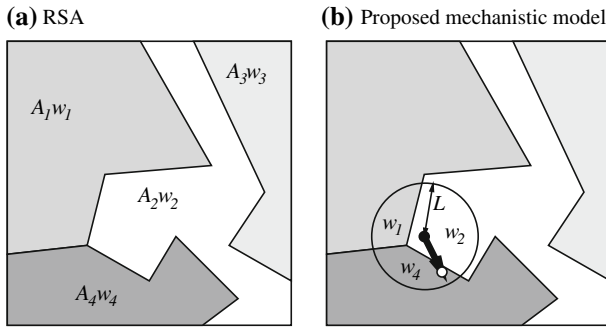 (a) RSA
(b) Proposed mechanistic model
A₁w₁
A₃w₃
A₂w₂
A₄w₄
L
w₁
w₂
w₄